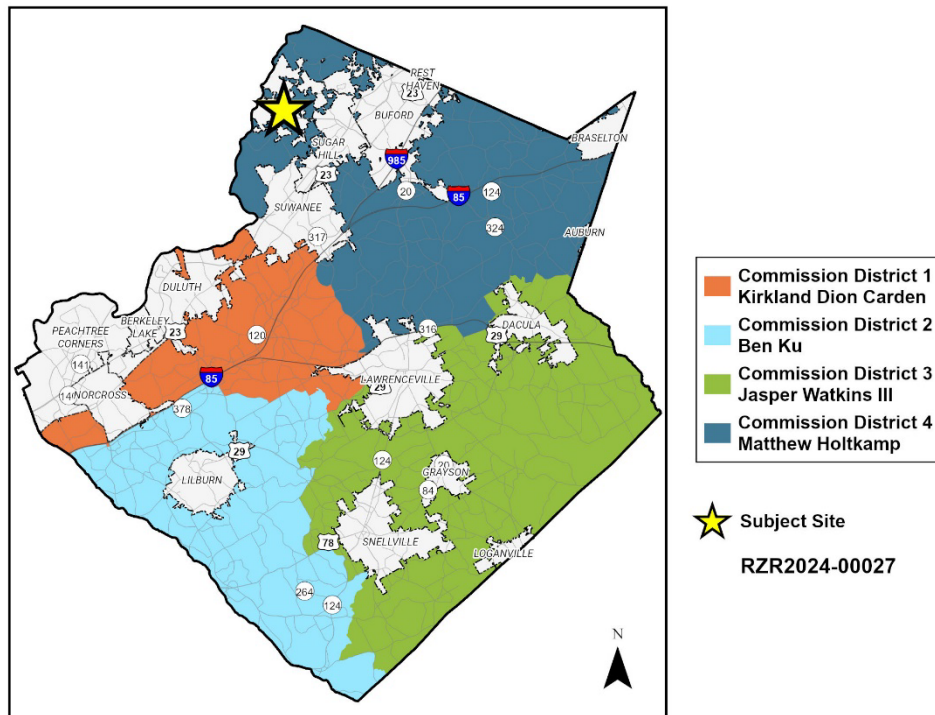 REST
HAVEN
23
BUFORD
SUGAR
HILL
985
BRASELTON
23
20
85
124
SUWANEE
324
317
AUBURN
DULUTH
PEACHTREE
CORNERS
BERKELEY
LAKE
23
120
316
DACULA
29
141
85
LAWRENCEVILLE
29
14
NORCROSS
378
29
LILBURN
124
20
GRAYSON
84
78
SNELLVILLE
LOGANVILLE
264
124
N
Commission District 1
Kirkland Dion Carden
Commission District 2
Ben Ku
Commission District 3
Jasper Watkins III
Commission District 4
Matthew Holtkamp
Subject Site
RZR2024-00027